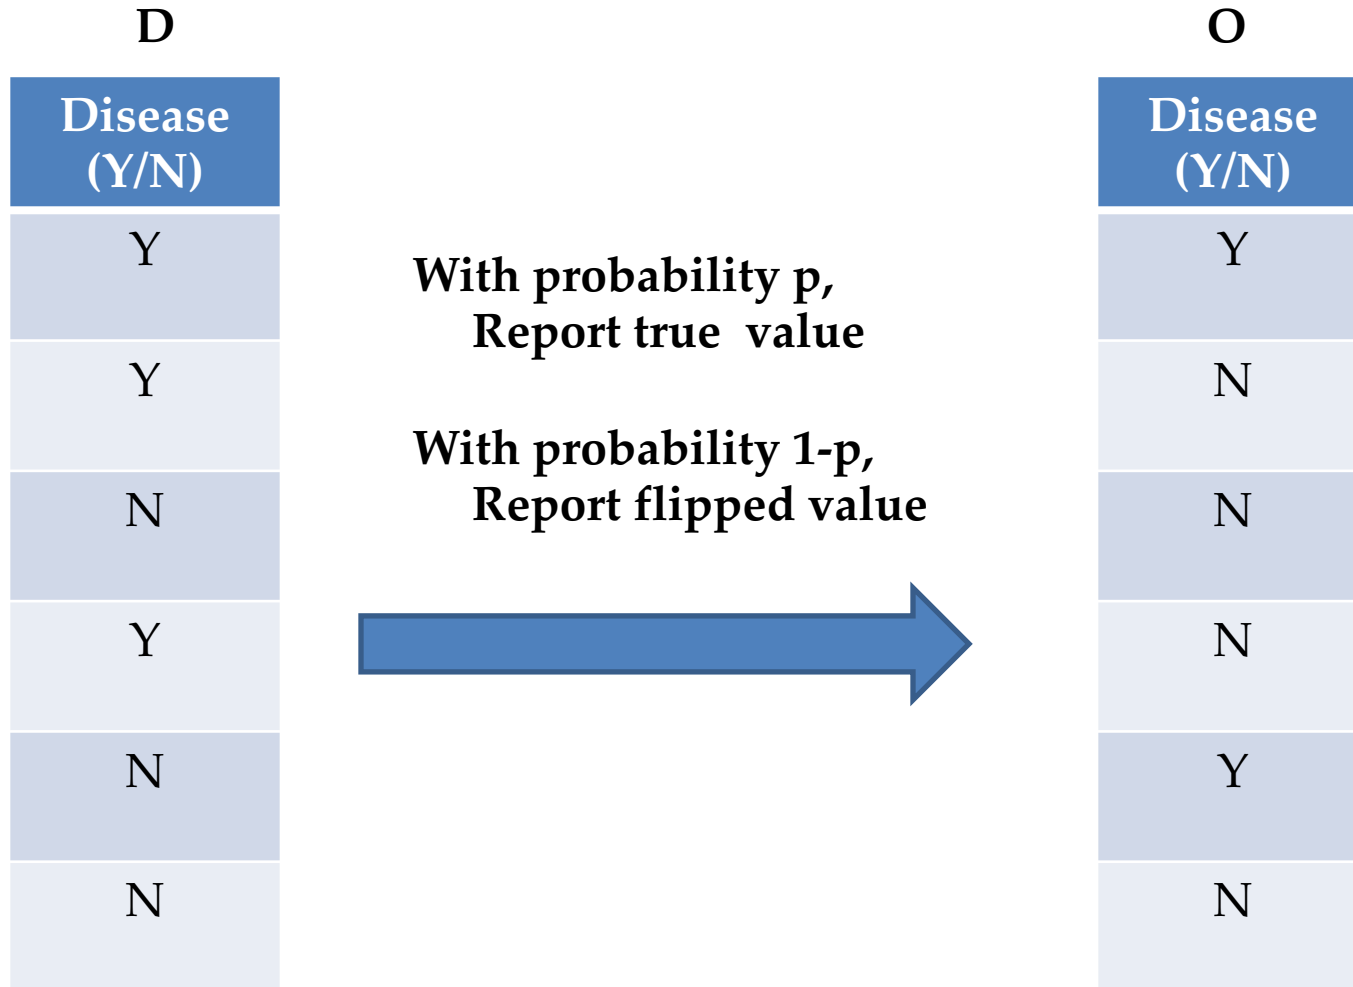 D
Disease
(Y/N)
Y
Y
N
Y
N
N
With probability p,
Report true value
With probability 1-p,
Report flipped value
O
Disease
(Y/N)
Y
N
N
N
Y
N